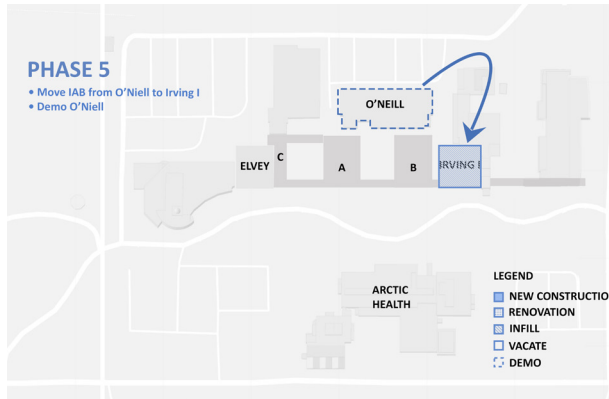 PHASE 5
• Move IAB from O'Niell to Irving I
• Demo O'Niell
O'NEILL
ELVEY
C
A
B
IRVING I
ARCTIC
HEALTH
LEGEND
NEW CONSTRUCTIO
RENOVATION
INFILL
VACATE
DEMO